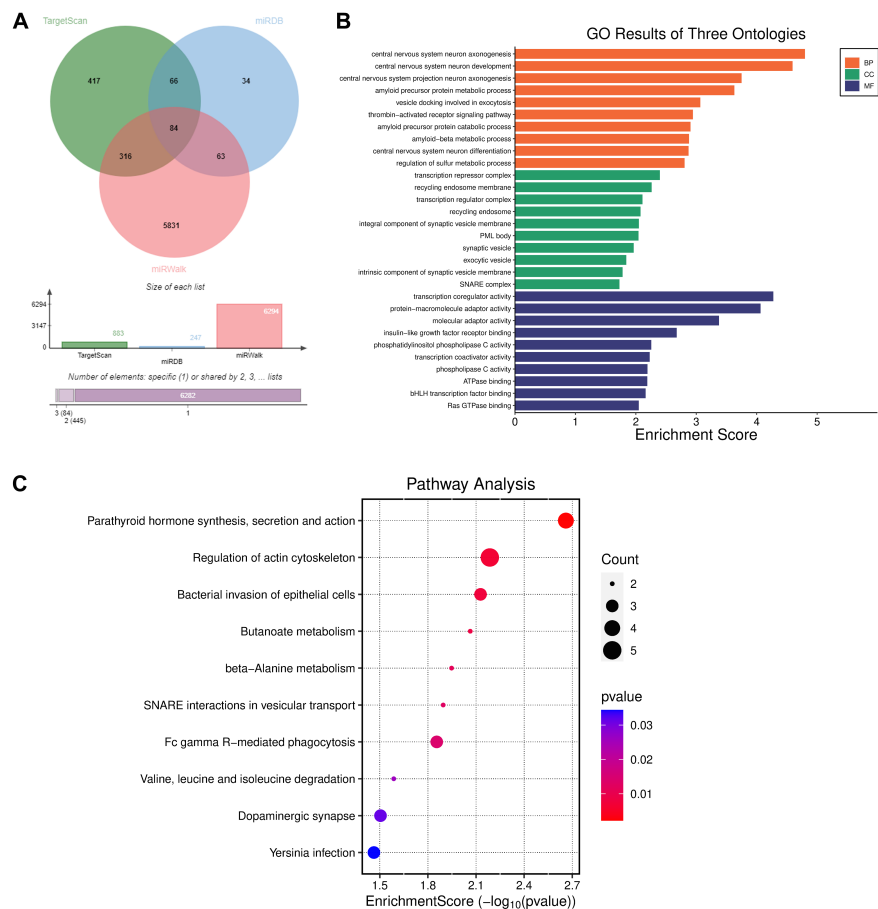 A
TargetScan
miRDB
417
66
34
84
316
63
5831
miRWalk
Size of each list
6294
3147
0
883
247
6294
TargetScan
miRDB
miRWalk
Number of elements: specific (1) or shared by 2, 3, ... lists
6282
3 (84)
2 (445)
1
B
GO Results of Three Ontologies
central nervous system neuron axonogenesis
central nervous system neuron development
central nervous system projection neuron axonogenesis
amyloid precursor protein metabolic process
vesicle docking involved in exocytosis
thrombin−activated receptor signaling pathway
amyloid precursor protein catabolic process
amyloid−beta metabolic process
central nervous system neuron differentiation
regulation of sulfur metabolic process
transcription repressor complex
recycling endosome membrane
transcription regulator complex
recycling endosome
integral component of synaptic vesicle membrane
PML body
synaptic vesicle
exocytic vesicle
intrinsic component of synaptic vesicle membrane
SNARE complex
transcription coregulator activity
protein−macromolecule adaptor activity
molecular adaptor activity
insulin−like growth factor receptor binding
phosphatidylinositol phospholipase C activity
transcription coactivator activity
phospholipase C activity
ATPase binding
bHLH transcription factor binding
Ras GTPase binding
0 1 2 3 4 5
Enrichment Score
BP
CC
MF
C
Pathway Analysis
Parathyroid hormone synthesis, secretion and action
Regulation of actin cytoskeleton
Bacterial invasion of epithelial cells
Butanoate metabolism
beta−Alanine metabolism
SNARE interactions in vesicular transport
Fc gamma R−mediated phagocytosis
Valine, leucine and isoleucine degradation
Dopaminergic synapse
Yersinia infection
1.5 1.8 2.1 2.4 2.7
EnrichmentScore (−log10(pvalue))
Count
2
3
4
5
pvalue
0.03
0.02
0.01